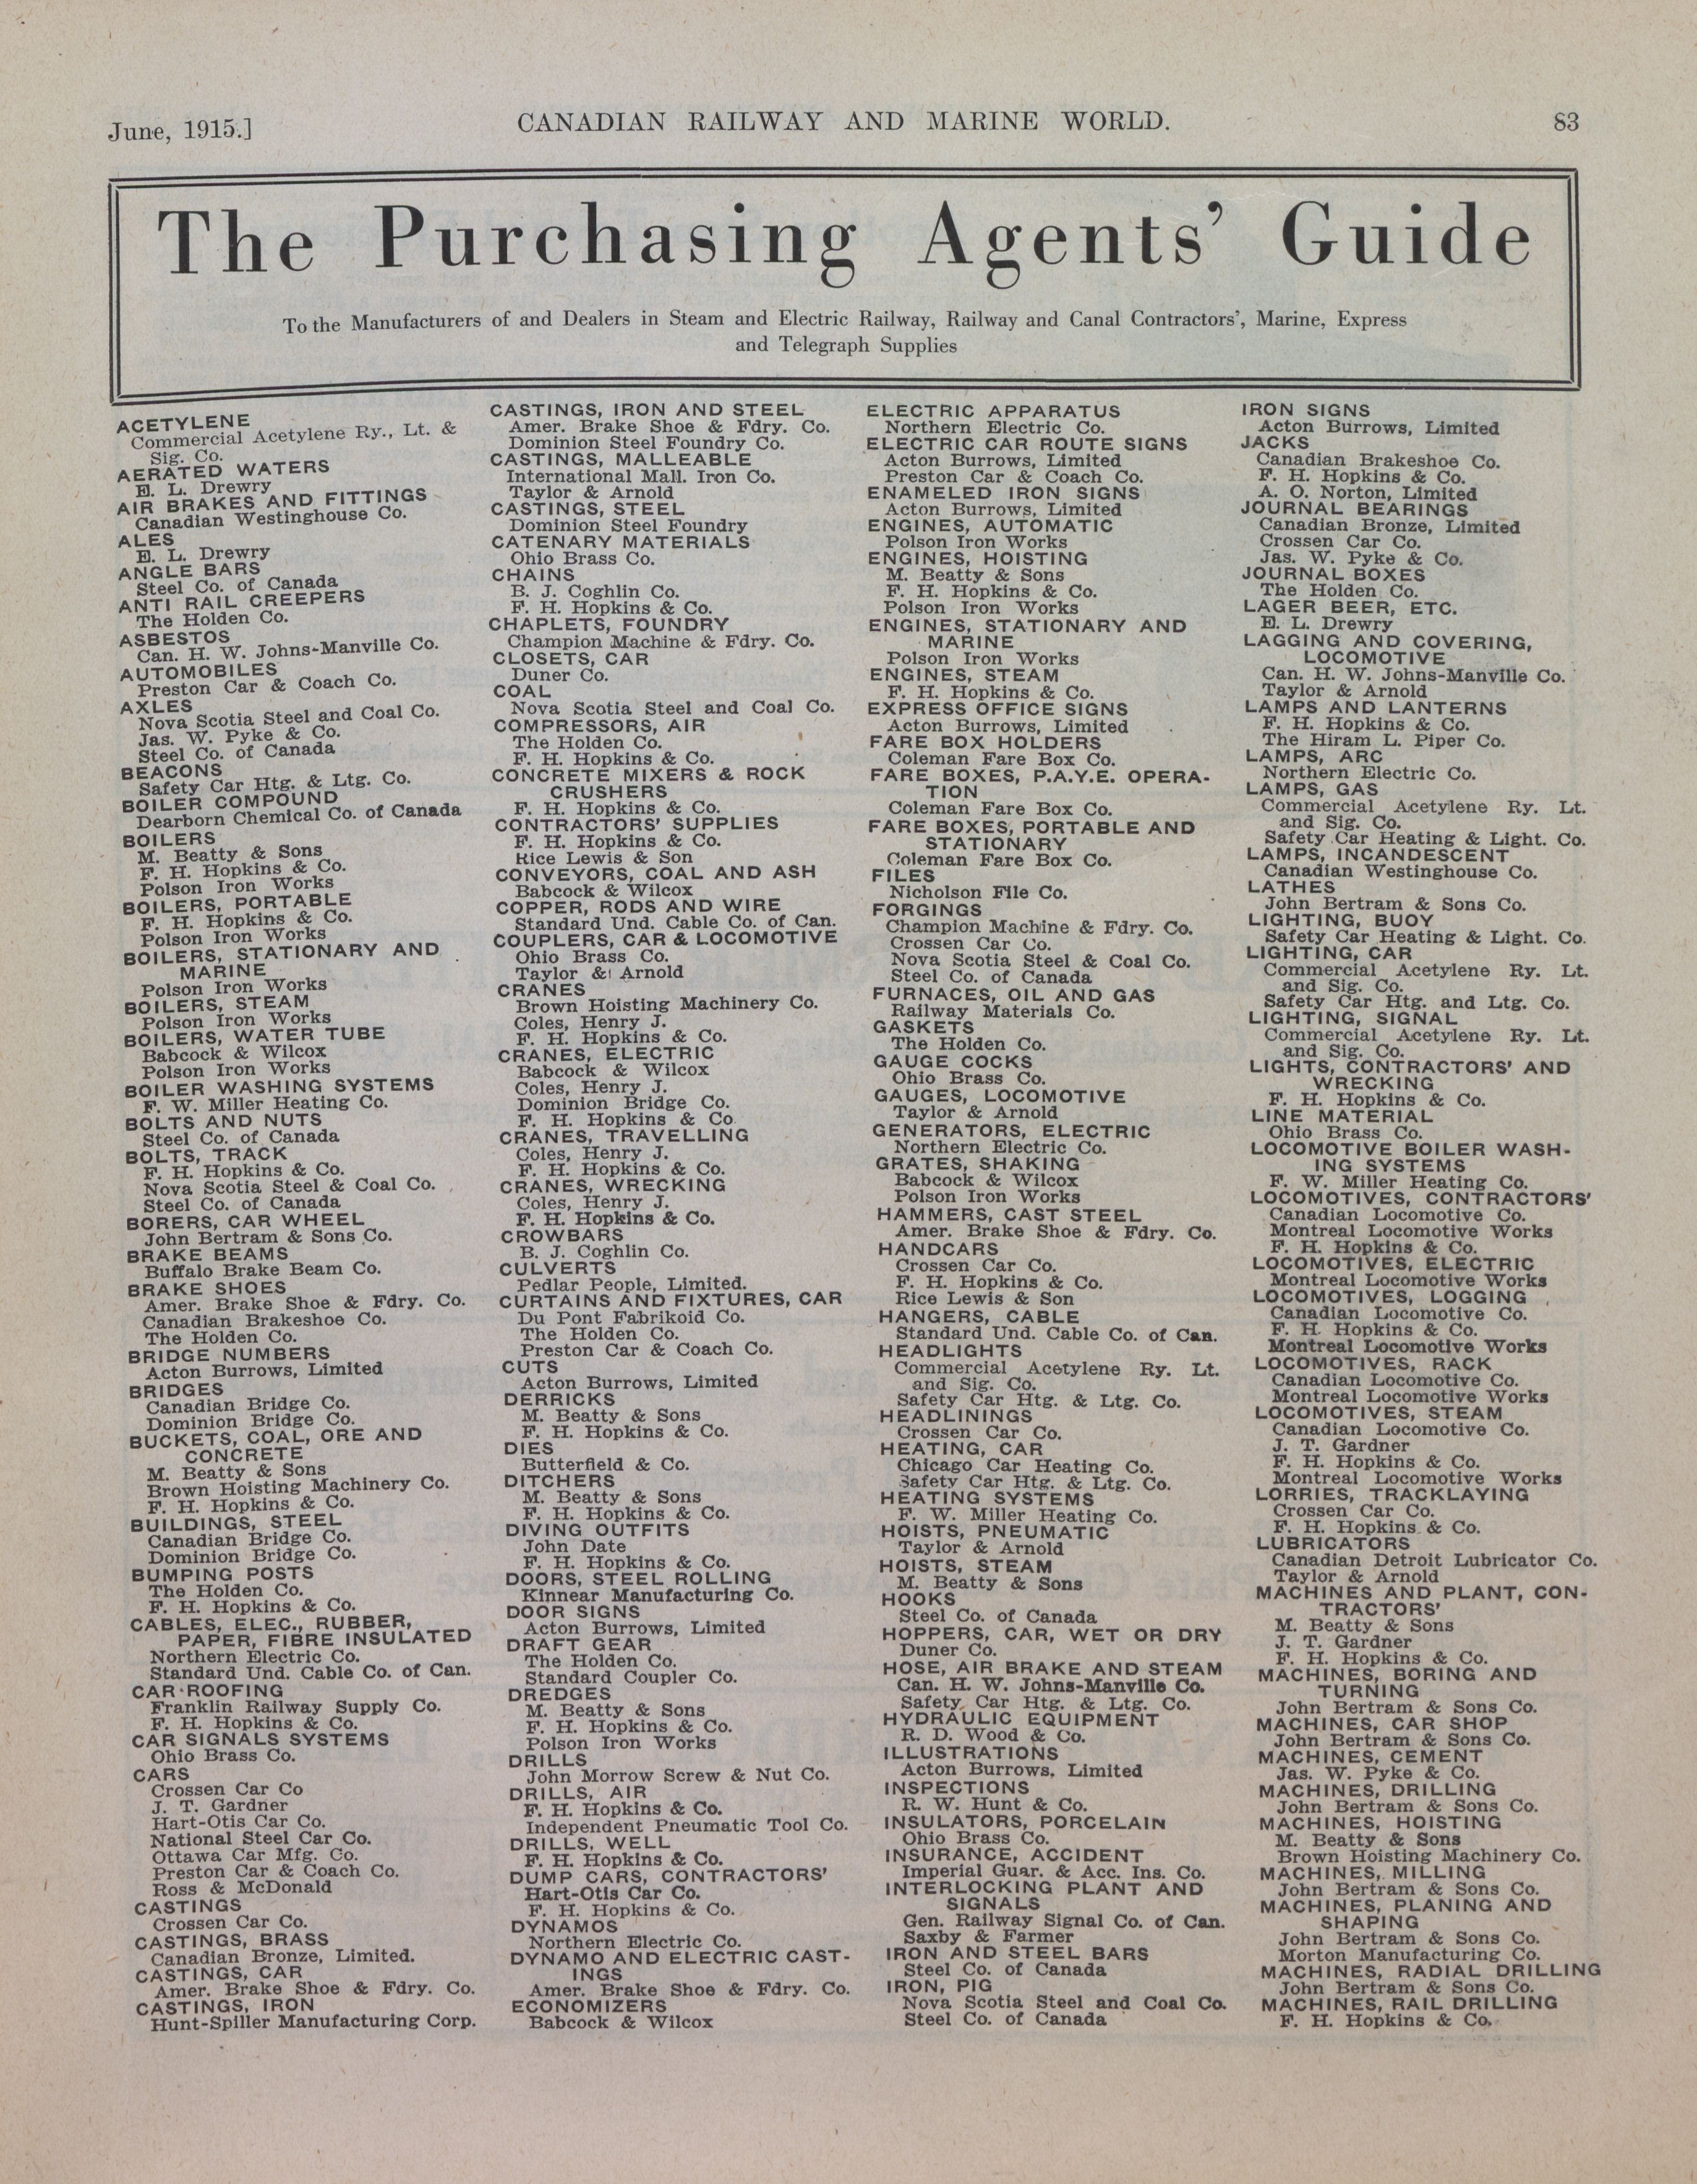 June, 1915.]
CANADIAN RAILWAY AND MARINE WORLD.
83
The Purchasing Agents' Guide
To the Manufacturers of and Dealers in Steam and Electric Railway, Railway and Canal Contractors', Marine, Express
and Telegraph Supplies
ACETYLENE
Commercial Acetylene Ry., Lt. &
Sig. Co.
AERATED WATERS
E. L. Drewry
AIR BRAKES AND FITTINGS
Canadian Westinghouse Co.
ALES
E. L. Drewry
ANGLE BARS
Steel Co. of Canada
ANTI RAIL CREEPERS
The Holden Co.
ASBESTOS
Can. H. W. Johns-Manville Co.
AUTOMOBILES
Preston Car & Coach Co.
AXLES
Nova Scotia Steel and Coal Co.
Jas. W. Pyke & Co.
Steel Co. of Canada
BEACONS
Safety Car Htg. & Ltg. Co.
BOILER COMPOUND
Dearborn Chemical Co. of Canada
BOILERS
M. Beatty & Sons
F. H. Hopkins & Co.
Polson Iron Works
BOILERS, PORTABLE
F. H. Hopkins & Co.
Polson Iron Works
BOILERS, STATIONARY AND
MARINE
Polson Iron Works
BOILERS, STEAM
Polson Iron Works
BOILERS, WATER TUBE
Babcock & Wilcox
Polson Iron Works
BOILER WASHING SYSTEMS
F. W. Miller Heating Co.
BOLTS AND NUTS
Steel Co. of Canada
BOLTS, TRACK
F. H. Hopkins & Co.
Nova Scotia Steel & Coal Co.
Steel Co. of Canada
BORERS, CAR WHEEL
John Bertram & Sons Co.
BRAKE BEAMS
Buffalo Brake Beam Co.
BRAKE SHOES
Amer. Brake Shoe & Fdry. Co.
Canadian Brakeshoe Co.
The Holden Co.
BRIDGE NUMBERS
Acton Burrows, Limited
BRIDGES
Canadian Bridge Co.
Dominion Bridge Co.
BUCKETS, COAL, ORE AND
CONCRETE
M. Beatty & Sons
Brown Hoisting Machinery Co.
F. H. Hopkins & Co.
BUILDINGS, STEEL
Canadian Bridge Co.
Dominion Bridge Co.
BUMPING POSTS
The Holden Co.
F. H. Hopkins & Co.
CABLES, ELEC., RUBBER,
PAPER, FIBRE INSULATED
Northern Electric Co.
Standard Und. Cable Co. of Can.
CAR ROOFING
Franklin Railway Supply Co.
F. H. Hopkins & Co.
CAR SIGNALS SYSTEMS
Ohio Brass Co.
CARS
Crossen Car Co
J. T. Gardner
Hart-Otis Car Co.
National Steel Car Co.
Ottawa Car Mfg. Co.
Preston Car & Coach Co.
Ross & McDonald
CASTINGS
Crossen Car Co.
CASTINGS, BRASS
Canadian Bronze, Limited.
CASTINGS, CAR
Amer. Brake Shoe & Fdry. Co.
CASTINGS, IRON
Hunt-Spiller Manufacturing Corp.
CASTINGS, IRON AND STEEL
Amer. Brake Shoe & Fdry. Co.
Dominion Steel Foundry Co.
CASTINGS, MALLEABLE
International Mall. Iron Co.
Taylor & Arnold
CASTINGS, STEEL
Dominion Steel Foundry
CATENARY MATERIALS
Ohio Brass Co.
CHAINS
B. J. Coghlin Co.
F. H. Hopkins & Co.
CHAPLETS, FOUNDRY
Champion Machine & Fdry. Co.
CLOSETS, CAR
Duner Co.
COAL
Nova Scotia Steel and Coal Co.
COMPRESSORS, AIR
The Holden Co.
F. H. Hopkins & Co.
CONCRETE MIXERS & ROCK
CRUSHERS
F. H. Hopkins & Co.
CONTRACTORS' SUPPLIES
F. H. Hopkins & Co.
Rice Lewis & Son
CONVEYORS, COAL AND ASH
Babcock & Wilcox
COPPER, RODS AND WIRE
Standard Und. Cable Co. of Can.
COUPLERS, CAR & LOCOMOTIVE
Ohio Brass Co.
Taylor & Arnold
CRANES
Brown Hoisting Machinery Co.
Coles, Henry J.
F. H. Hopkins & Co.
CRANES, ELECTRIC
Babcock & Wilcox
Coles, Henry J.
Dominion Bridge Co.
F. H. Hopkins & Co
CRANES, TRAVELLING
Coles, Henry J.
F. H. Hopkins & Co.
CRANES, WRECKING
Coles, Henry J.
F. H. Hopkins & Co.
CROWBARS
B. J. Coghlin Co.
CULVERTS
Pedlar People, Limited.
CURTAINS AND FIXTURES, CAR
Du Pont Fabrikoid Co.
The Holden Co.
Preston Car & Coach Co.
CUTS
Acton Burrows, Limited
DERRICKS
M. Beatty & Sons
F. H. Hopkins & Co.
DIES
Butterfield & Co.
DITCHERS
M. Beatty & Sons
F. H. Hopkins & Co.
DIVING OUTFITS
John Date
F. H. Hopkins & Co.
DOORS, STEEL ROLLING
Kinnear Manufacturing Co.
DOOR SIGNS
Acton Burrows, Limited
DRAFT GEAR
The Holden Co.
Standard Coupler Co.
DREDGES
M. Beatty & Sons
F. H. Hopkins & Co.
Polson Iron Works
DRILLS
John Morrow Screw & Nut Co.
DRILLS, AIR
F. H. Hopkins & Co.
Independent Pneumatic Tool Co.
DRILLS, WELL
F. H. Hopkins & Co.
DUMP CARS, CONTRACTORS'
Hart-Otis Car Co.
F. H. Hopkins & Co.
DYNAMOS
Northern Electric Co.
DYNAMO AND ELECTRIC CAST-
INGS
Amer. Brake Shoe & Fdry. Co.
ECONOMIZERS
Babcock & Wilcox
ELECTRIC APPARATUS
Northern Electric Co.
ELECTRIC CAR ROUTE SIGNS
Acton Burrows, Limited
Preston Car & Coach Co.
ENAMELED IRON SIGNS
Acton Burrows, Limited
ENGINES, AUTOMATIC
Polson Iron Works
ENGINES, HOISTING
M. Beatty & Sons
F. H. Hopkins & Co.
Polson Iron Works
ENGINES, STATIONARY AND
MARINE
Polson Iron Works
ENGINES, STEAM
F. H. Hopkins & Co.
EXPRESS OFFICE SIGNS
Acton Burrows, Limited
FARE BOX HOLDERS
Coleman Fare Box Co.
FARE BOXES, P.A.Y.E. OPERA-
TION
Coleman Fare Box Co.
FARE BOXES, PORTABLE AND
STATIONARY
Coleman Fare Box Co.
FILES
Nicholson File Co.
FORGINGS
Champion Machine & Fdry. Co.
Crossen Car Co.
Nova Scotia Steel & Coal Co.
Steel Co. of Canada
FURNACES, OIL AND GAS
Railway Materials Co.
GASKETS
The Holden Co.
GAUGE COCKS
Ohio Brass Co.
GAUGES, LOCOMOTIVE
Taylor & Arnold
GENERATORS, ELECTRIC
Northern Electric Co.
GRATES, SHAKING
Babcock & Wilcox
Polson Iron Works
HAMMERS, CAST STEEL
Amer. Brake Shoe & Fdry. Co.
HANDCARS
Crossen Car Co.
F. H. Hopkins & Co.
Rice Lewis & Son
HANGERS, CABLE
Standard Und. Cable Co. of Can.
HEADLIGHTS
Commercial Acetylene Ry. Lt.
and Sig. Co.
Safety Car Htg. & Ltg. Co.
HEADLININGS
Crossen Car Co.
HEATING, CAR
Chicago Car Heating Co.
Safety Car Htg. & Ltg. Co.
HEATING SYSTEMS
F. W. Miller Heating Co.
HOISTS, PNEUMATIC
Taylor & Arnold
HOISTS, STEAM
M. Beatty & Sons
HOOKS
Steel Co. of Canada
HOPPERS, CAR, WET OR DRY
Duner Co.
HOSE, AIR BRAKE AND STEAM
Can. H. W. Johns-Manville Co.
Safety Car Htg. & Ltg. Co.
HYDRAULIC EQUIPMENT
R. D. Wood & Co.
ILLUSTRATIONS
Acton Burrows, Limited
INSPECTIONS
R. W. Hunt & Co.
INSULATORS, PORCELAIN
Ohio Brass Co.
INSURANCE, ACCIDENT
Imperial Guar. & Acc. Ins. Co.
INTERLOCKING PLANT AND
SIGNALS
Gen. Railway Signal Co. of Can.
Saxby & Farmer
IRON AND STEEL BARS
Steel Co. of Canada
IRON, PIG
Nova Scotia Steel and Coal Co.
Steel Co. of Canada
IRON SIGNS
Acton Burrows, Limited
JACKS
Canadian Brakeshoe Co.
F. H. Hopkins & Co.
A. O. Norton, Limited
JOURNAL BEARINGS
Canadian Bronze, Limited
Crossen Car Co.
Jas. W. Pyke & Co.
JOURNAL BOXES
The Holden Co.
LAGER BEER, ETC.
E. L. Drewry
LAGGING AND COVERING,
LOCOMOTIVE
Can. H. W. Johns-Manville Co.
Taylor & Arnold
LAMPS AND LANTERNS
F. H. Hopkins & Co.
The Hiram L. Piper Co.
LAMPS, ARC
Northern Electric Co.
LAMPS, GAS
Commercial Acetylene Ry. Lt.
and Sig. Co.
Safety Car Heating & Light. Co.
LAMPS, INCANDESCENT
Canadian Westinghouse Co.
LATHES
John Bertram & Sons Co.
LIGHTING, BUOY
Safety Car Heating & Light. Co.
LIGHTING, CAR
Commercial Acetylene Ry. Lt.
and Sig. Co.
Safety Car Htg. and Ltg. Co.
LIGHTING, SIGNAL
Commercial Acetylene Ry. Lt.
and Sig. Co.
LIGHTS, CONTRACTORS' AND
WRECKING
F. H. Hopkins & Co.
LINE MATERIAL
Ohio Brass Co.
LOCOMOTIVE BOILER WASH-
ING SYSTEMS
F. W. Miller Heating Co.
LOCOMOTIVES, CONTRACTORS'
Canadian Locomotive Co.
Montreal Locomotive Works
F. H. Hopkins & Co.
LOCOMOTIVES, ELECTRIC
Montreal Locomotive Works
LOCOMOTIVES, LOGGING
Canadian Locomotive Co.
F. H. Hopkins & Co.
Montreal Locomotive Works
LOCOMOTIVES, RACK
Canadian Locomotive Co.
Montreal Locomotive Works
LOCOMOTIVES, STEAM
Canadian Locomotive Co.
J. T. Gardner
F. H. Hopkins & Co.
Montreal Locomotive Works
LORRIES, TRACKLAYING
Crossen Car Co.
F. H. Hopkins & Co.
LUBRICATORS
Canadian Detroit Lubricator Co.
Taylor & Arnold
MACHINES AND PLANT, CON-
TRACTORS'
M. Beatty & Sons
J. T. Gardner
F. H. Hopkins & Co.
MACHINES, BORING AND
TURNING
John Bertram & Sons Co.
MACHINES, CAR SHOP
John Bertram & Sons Co.
MACHINES, CEMENT
Jas. W. Pyke & Co.
MACHINES, DRILLING
John Bertram & Sons Co.
MACHINES, HOISTING
M. Beatty & Sons
Brown Hoisting Machinery Co.
MACHINES, MILLING
John Bertram & Sons Co.
MACHINES, PLANING AND
SHAPING
John Bertram & Sons Co.
Morton Manufacturing Co.
MACHINES, RADIAL DRILLING
John Bertram & Sons Co.
MACHINES, RAIL DRILLING
F. H. Hopkins & Co.